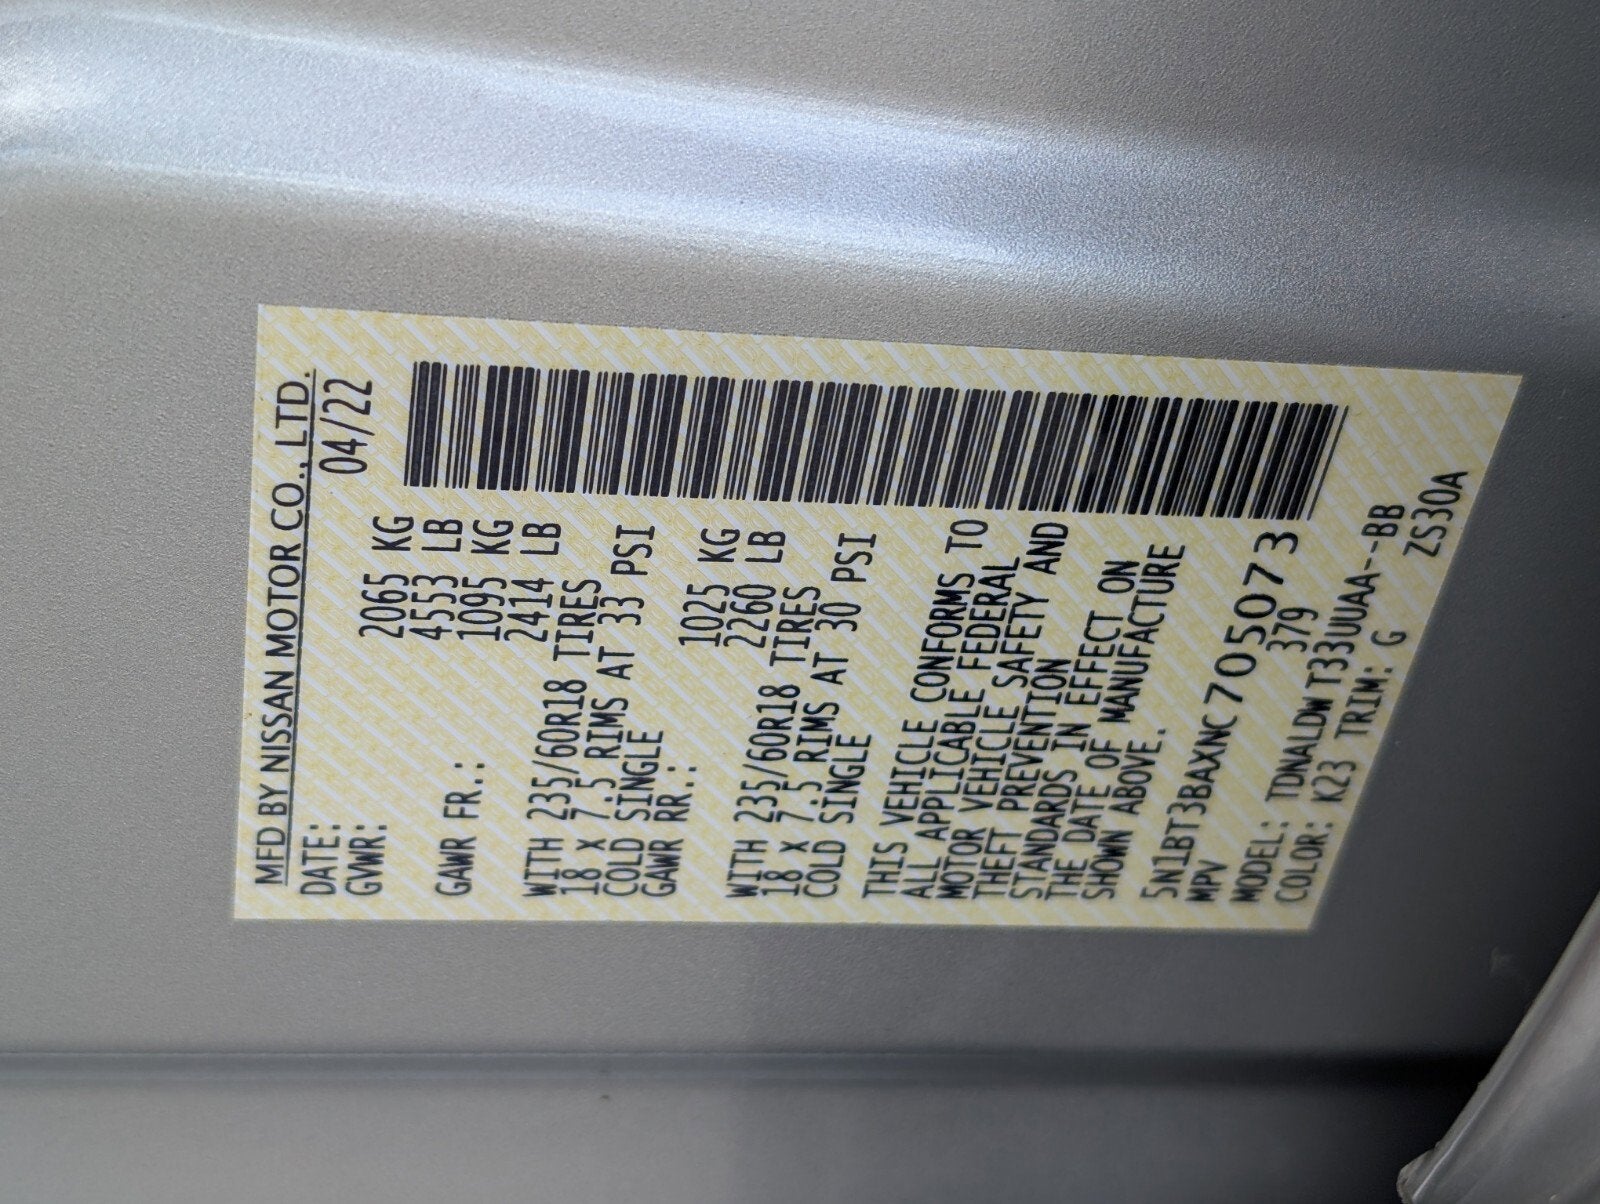 MFD BY NISSAN MOTOR CO., LTD.
DATE: 04/22
GVWR: 2065 KG
4553 LB
GAWR FR.: 1095 KG
2414 LB
WITH 235/60R18 TIRES
18 X 7.5 RIMS AT 33 PSI
COLD SINGLE
GAWR RR.: 1025 KG
2260 LB
WITH 235/60R18 TIRES
18 X 7.5 RIMS AT 30 PSI
COLD SINGLE
THIS VEHICLE CONFORMS TO
ALL APPLICABLE FEDERAL
MOTOR VEHICLE SAFETY AND
THEFT PREVENTION
STANDARDS IN EFFECT ON
THE DATE OF MANUFACTURE
SHOWN ABOVE.
5N1BT3BAXNC705073
MPV 379
MODEL: TDNALDWT33UUAA--BB
COLOR: K23 TRIM: G ZS30A